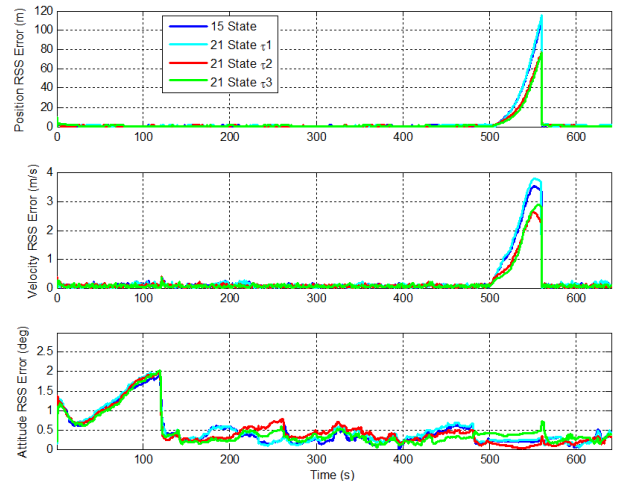 Position RSS Error (m)
120
100
80
60
40
20
0
15 State
21 State τ1
21 State τ2
21 State τ3
0 100 200 300 400 500 600
Velocity RSS Error (m/s)
4
3
2
1
0
0 100 200 300 400 500 600
Attitude RSS Error (deg)
2.5
2
1.5
1
0.5
0
0 100 200 300 400 500 600
Time (s)